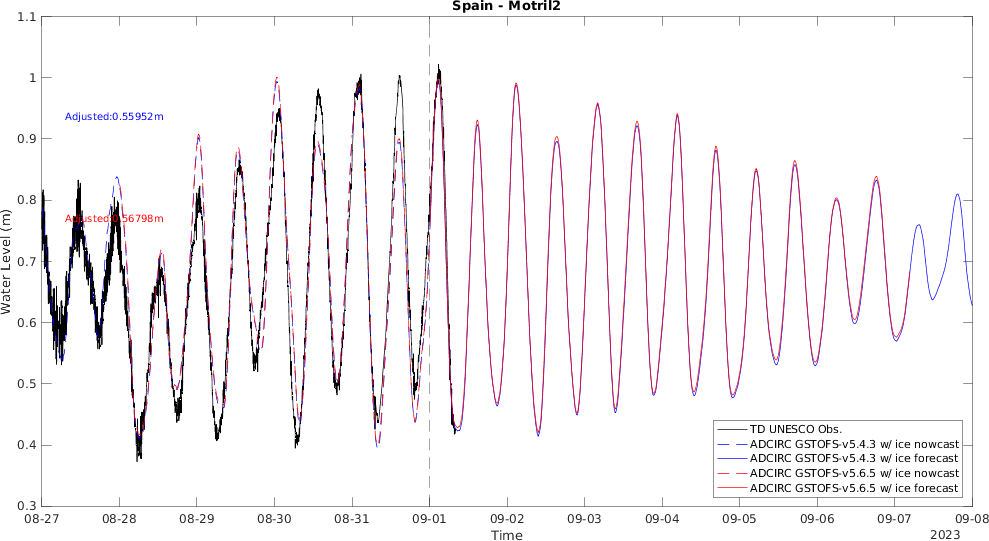 Spain - Motril2
1.1
1
0.9
0.8
0.7
0.6
0.5
0.4
0.3
Water Level (m)
Adjusted:0.55952m
Adjusted:0.56798m
TD UNESCO Obs.
ADCIRC GSTOFS-v5.4.3 w/ ice nowcast
ADCIRC GSTOFS-v5.4.3 w/ ice forecast
ADCIRC GSTOFS-v5.6.5 w/ ice nowcast
ADCIRC GSTOFS-v5.6.5 w/ ice forecast
08-27 08-28 08-29 08-30 08-31 09-01 09-02 09-03 09-04 09-05 09-06 09-07 09-08
Time
2023